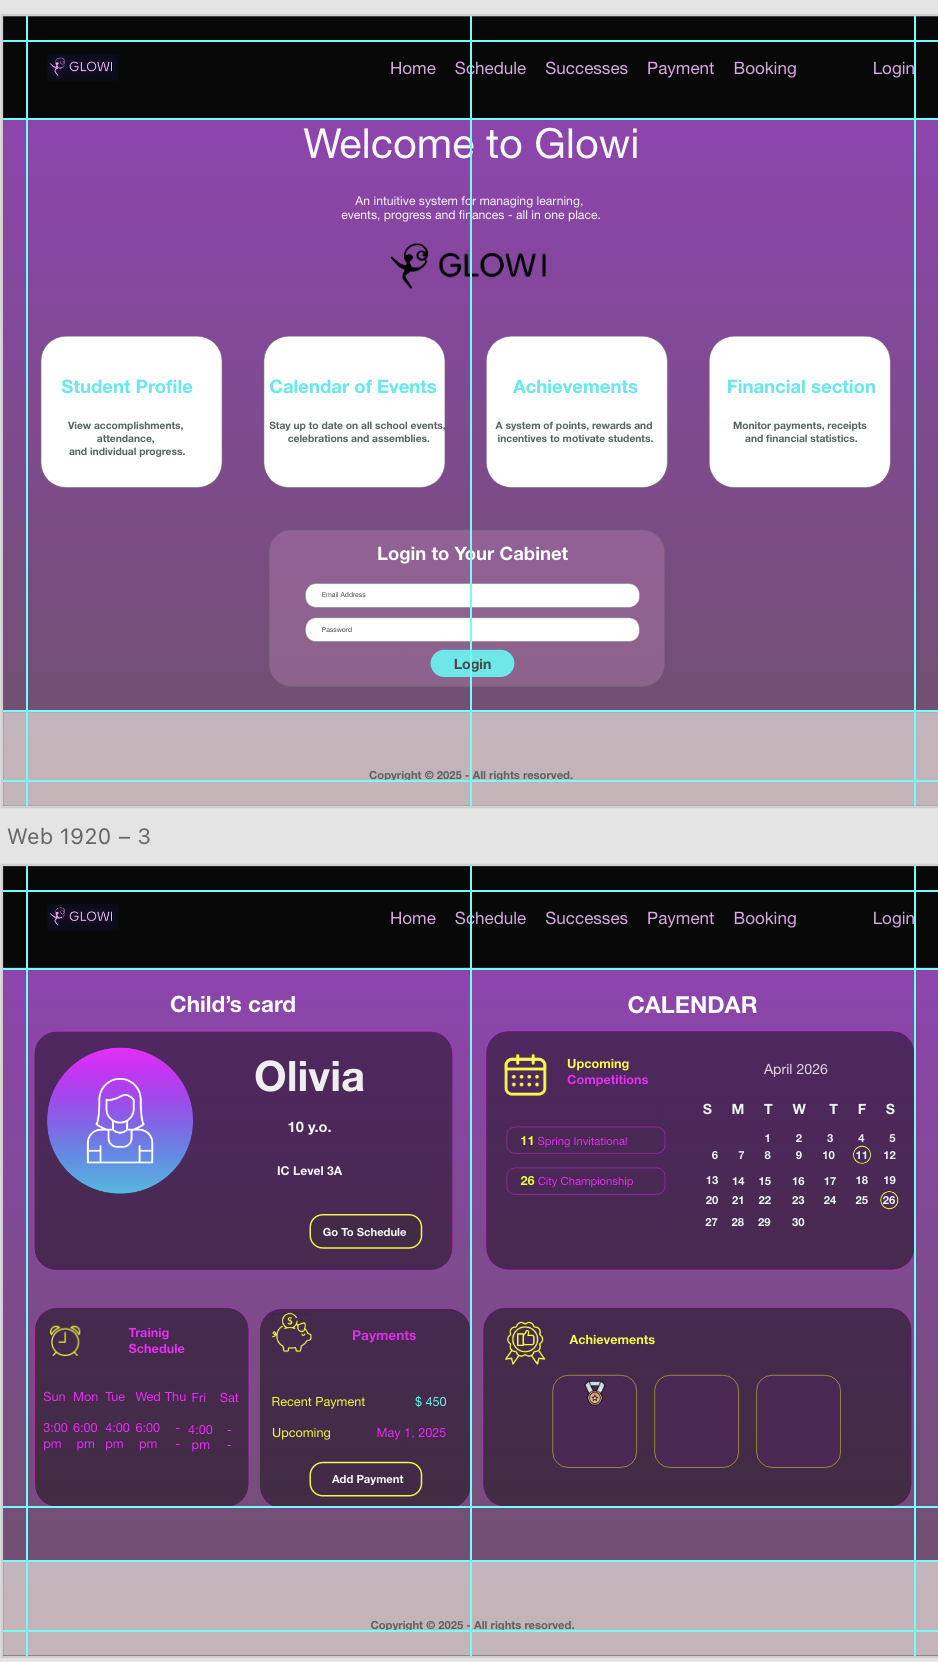 GLOWI
Home Schedule Successes Payment Booking Login
Welcome to Glowi
An intuitive system for managing learning,
events, progress and finances - all in one place.
GLOWI
Student Profile
View accomplishments,
attendance,
and individual progress.
Calendar of Events
Stay up to date on all school events,
celebrations and assemblies.
Achievements
A system of points, rewards and
incentives to motivate students.
Financial section
Monitor payments, receipts
and financial statistics.
Login to Your Cabinet
Email Address
Password
Login
Copyright © 2025 - All rights reserved.
Web 1920 – 3
GLOWI
Home Schedule Successes Payment Booking Login
Child’s card
Olivia
10 y.o.
IC Level 3A
Go To Schedule
CALENDAR
Upcoming
Competitions
11 Spring Invitational
26 City Championship
April 2026
S M T W T F S
1 2 3 4 5
6 7 8 9 10 11 12
13 14 15 16 17 18 19
20 21 22 23 24 25 26
27 28 29 30
Trainig
Schedule
Sun Mon Tue Wed Thu Fri Sat
3:00 6:00 4:00 6:00 - 4:00 -
pm pm pm pm - pm -
$
Payments
Recent Payment $ 450
Upcoming May 1, 2025
Add Payment
Achievements
Copyright © 2025 - All rights reserved.